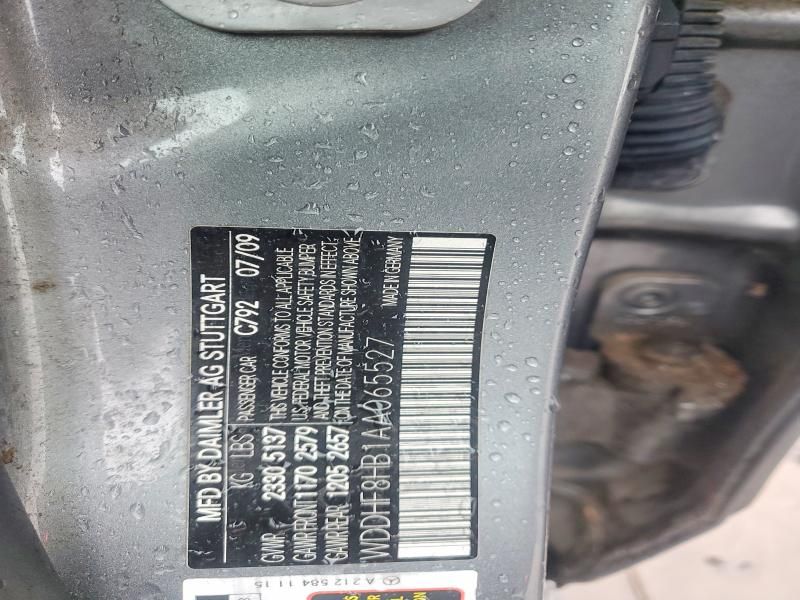 MFD BY DAIMLER AG STUTTGART
PASSENGER CAR C792 07/09
KG LBS
GVWR 2330 5137
GAWR FRONT 1170 2579
GAWR REAR 1205 2657
THIS VEHICLE CONFORMS TO ALL APPLICABLE
U.S. FEDERAL MOTOR VEHICLE SAFETY BUMPER
AND THEFT PREVENTION STANDARDS IN EFFECT
ON THE DATE OF MANUFACTURE SHOWN ABOVE
WDDHF8HB1AA065527
MADE IN GERMANY
A 212 584 11 15